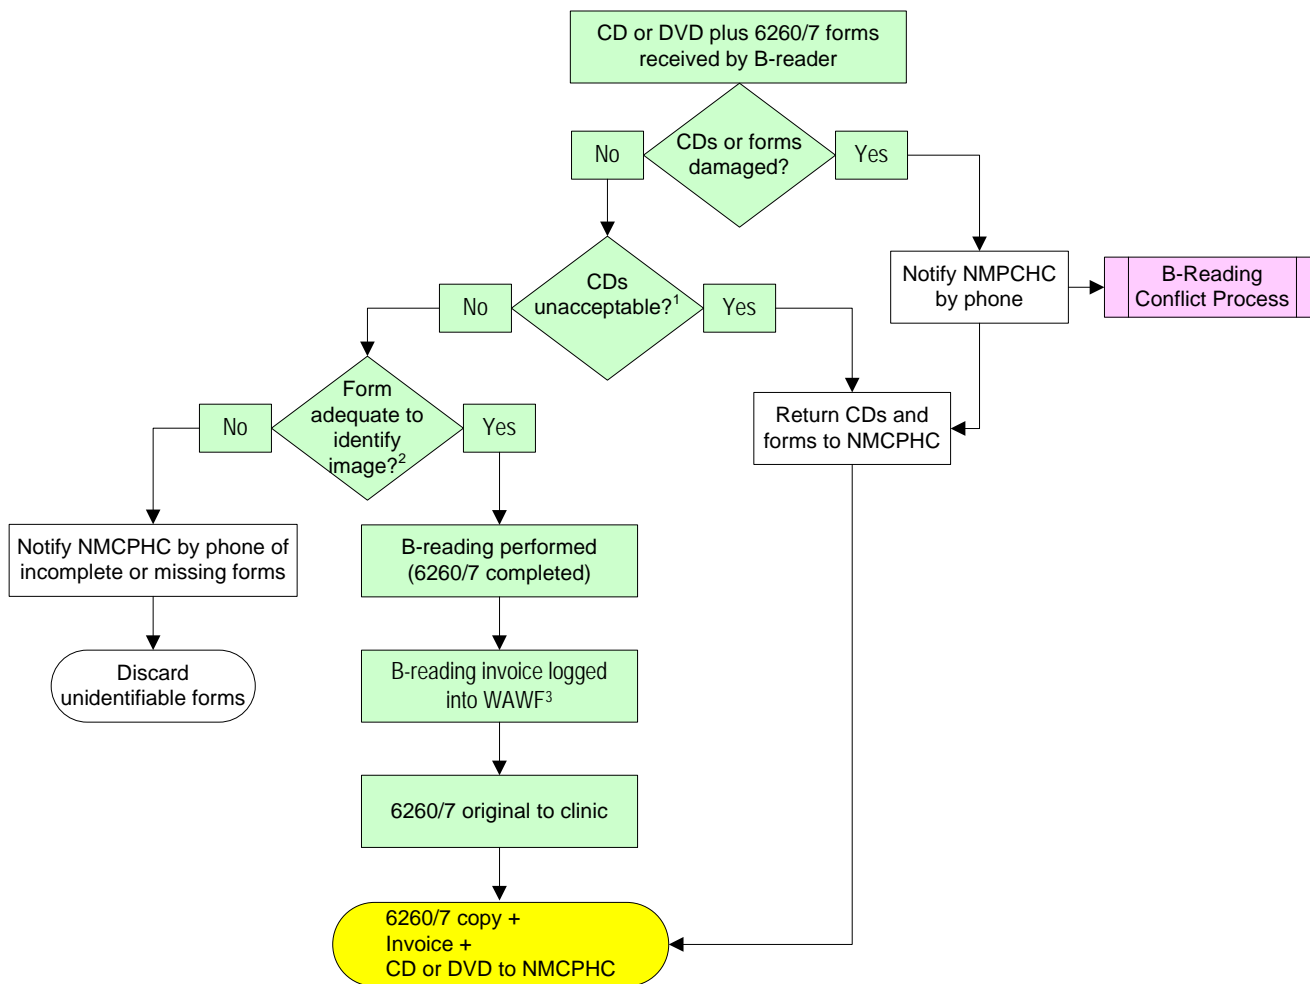 CD or DVD plus 6260/7 forms
received by B-reader
CDs or forms
damaged?
No
Yes
Notify NMPCHC
by phone
B-Reading
Conflict Process
CDs
unacceptable?¹
No
Yes
Form
adequate to
identify
image?²
No
Yes
Return CDs and
forms to NMCPHC
Notify NMCPHC by phone of
incomplete or missing forms
B-reading performed
(6260/7 completed)
Discard
unidentifiable forms
B-reading invoice logged
into WAWF³
6260/7 original to clinic
6260/7 copy +
Invoice +
CD or DVD to NMCPHC